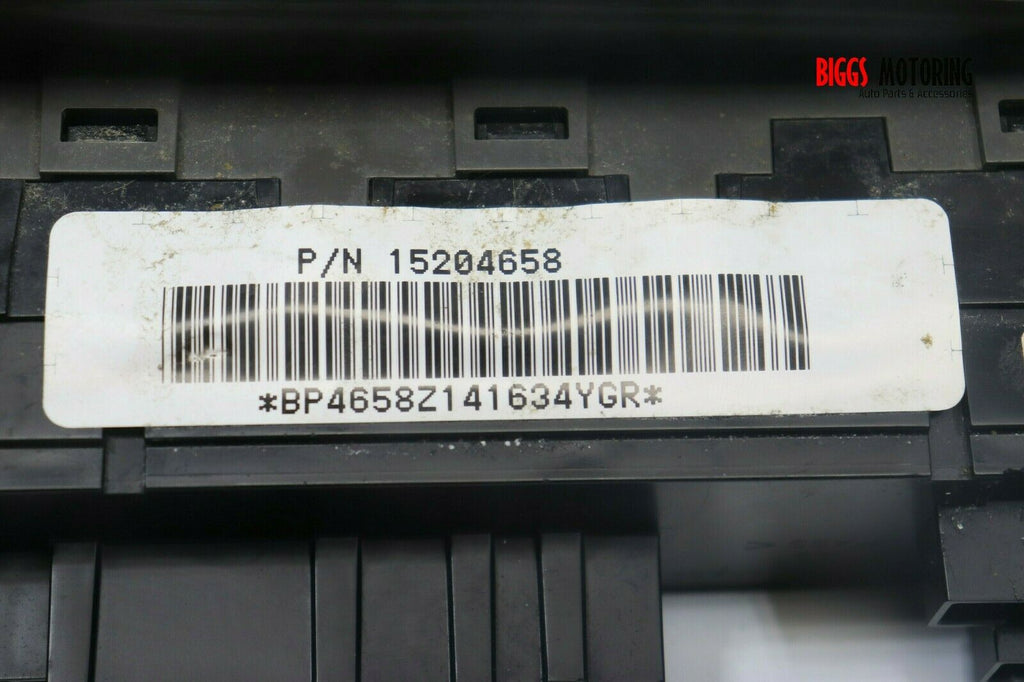 BIGGS MOTORING
Auto Parts & Accessories
P/N 15204658
*BP4658Z141634YGR*